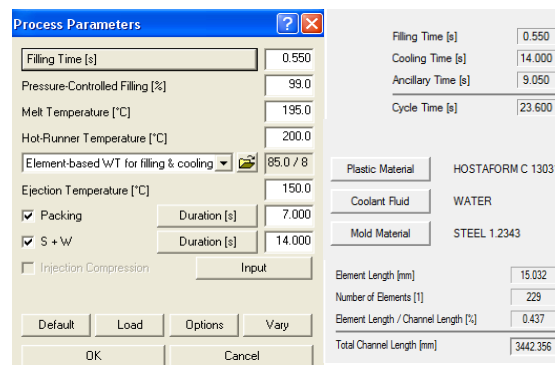 Process Parameters
Filling Time [s] 0.550
Pressure-Controlled Filling [%] 99.0
Melt Temperature [°C] 195.0
Hot-Runner Temperature [°C] 200.0
Element-based WT for filling & cooling 85.0 / 8
Ejection Temperature [°C] 150.0
Packing Duration [s] 7.000
S + W Duration [s] 14.000
Injection Compression Input
Default Load Options Vary
OK Cancel
Filling Time [s] 0.550
Cooling Time [s] 14.000
Ancillary Time [s] 9.050
Cycle Time [s] 23.600
Plastic Material HOSTAFORM C 1303
Coolant Fluid WATER
Mold Material STEEL 1.2343
Element Length [mm] 15.032
Number of Elements [1] 229
Element Length / Channel Length [%] 0.437
Total Channel Length [mm] 3442.356